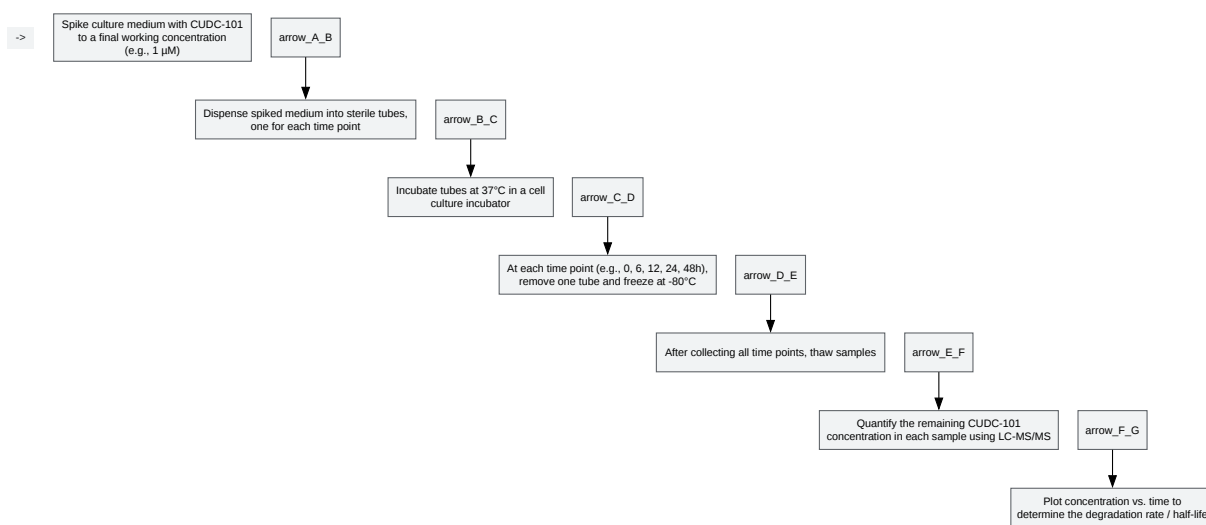 ->
Spike culture medium with CUDC-101
to a final working concentration
(e.g., 1 µM)
arrow_A_B
Dispense spiked medium into sterile tubes,
one for each time point
arrow_B_C
Incubate tubes at 37°C in a cell
culture incubator
arrow_C_D
At each time point (e.g., 0, 6, 12, 24, 48h),
remove one tube and freeze at -80°C
arrow_D_E
After collecting all time points, thaw samples
arrow_E_F
Quantify the remaining CUDC-101
concentration in each sample using LC-MS/MS
arrow_F_G
Plot concentration vs. time to
determine the degradation rate / half-life